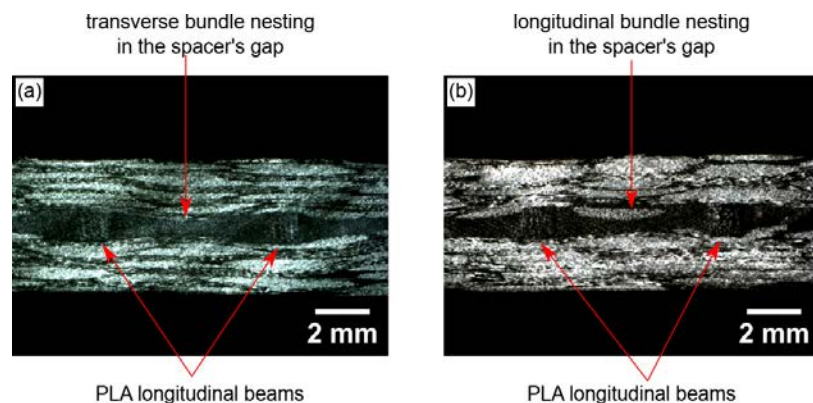 transverse bundle nesting
in the spacer's gap
longitudinal bundle nesting
in the spacer's gap
(a)
(b)
2 mm
2 mm
PLA longitudinal beams
PLA longitudinal beams